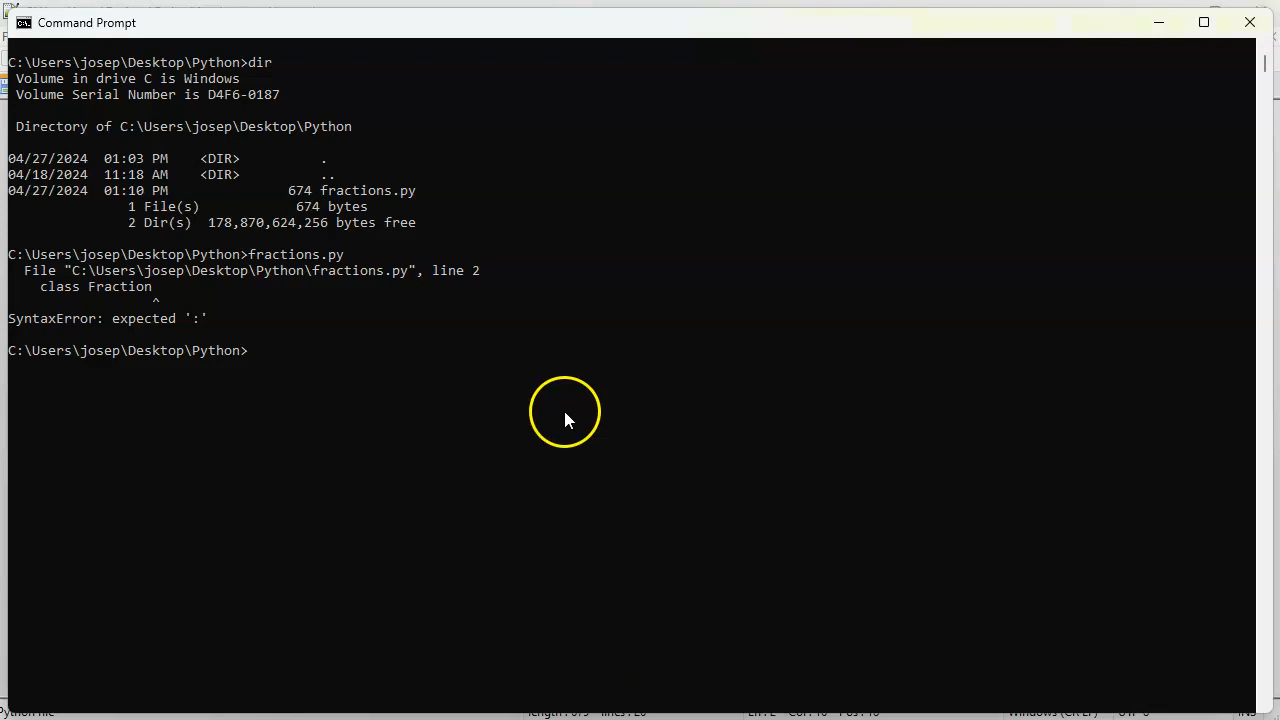 Command Prompt
C:\Users\josep\Desktop\Python>dir
Volume in drive C is Windows
Volume Serial Number is D4F6-0187
Directory of C:\Users\josep\Desktop\Python
04/27/2024 01:03 PM <DIR> .
04/18/2024 11:18 AM <DIR> ..
04/27/2024 01:10 PM 674 fractions.py
1 File(s) 674 bytes
2 Dir(s) 178,870,624,256 bytes free
C:\Users\josep\Desktop\Python>fractions.py
File "C:\Users\josep\Desktop\Python\fractions.py", line 2
class Fraction
^
SyntaxError: expected ':'
C:\Users\josep\Desktop\Python>